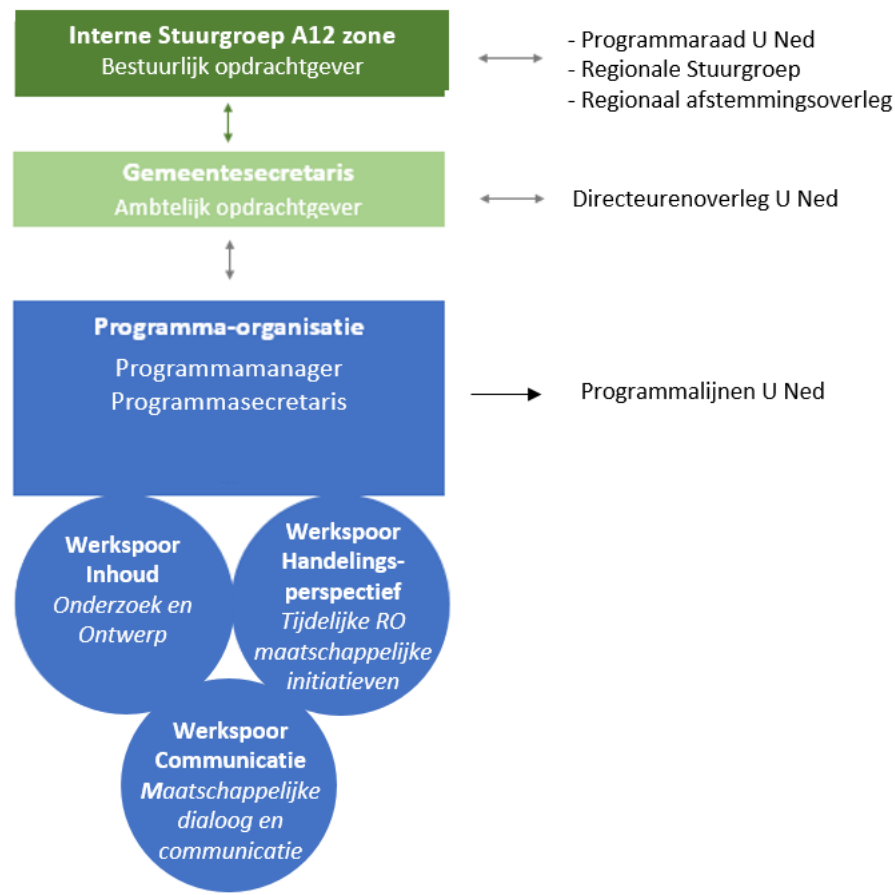 Interne Stuurgroep A12 zone
Bestuurlijk opdrachtgever
- Programmaraad U Ned
- Regionale Stuurgroep
- Regionaal afstemmingsoverleg
Gemeentesecretaris
Ambtelijk opdrachtgever
Directeurenoverleg U Ned
Programma-organisatie
Programmamanager
Programmasecretaris
Programmalijnen U Ned
Werkspoor
Inhoud
Onderzoek en
Ontwerp
Werkspoor
Handelings-
perspectief
Tijdelijke RO
maatschappelijke
initiatieven
Werkspoor
Communicatie
Maatschappelijke
dialoog en
communicatie